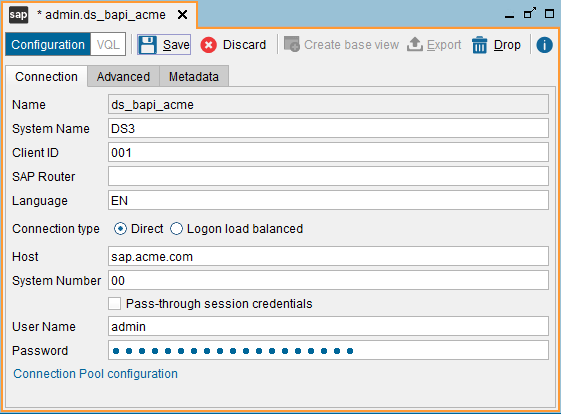 sap * admin.ds_bapi_acme
Configuration VQL Save Discard Create base view Export Drop i
Connection Advanced Metadata
Name ds_bapi_acme
System Name DS3
Client ID 001
SAP Router
Language EN
Connection type Direct Logon load balanced
Host sap.acme.com
System Number 00
Pass-through session credentials
User Name admin
Password
Connection Pool configuration